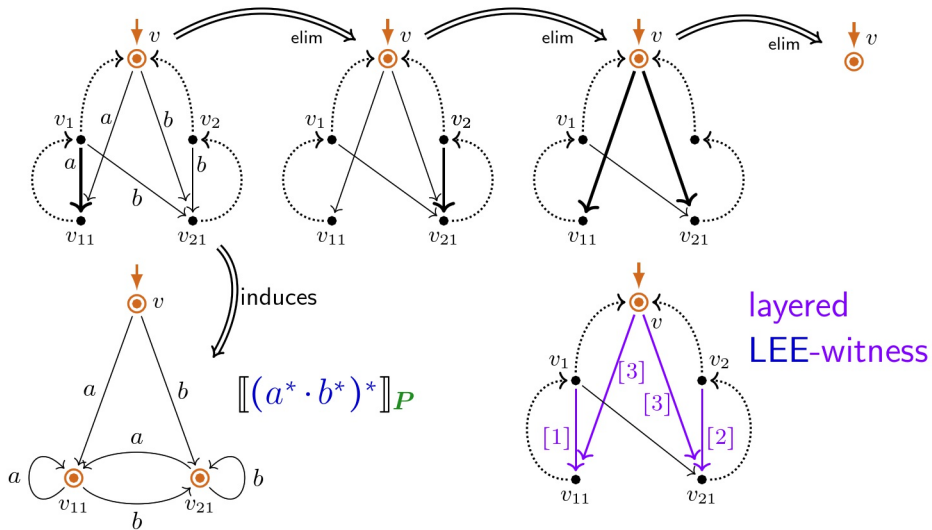 v
elim
v
elim
v
elim
v
v₁
a
b
v₂
v₁
v₂
v₁
a
b
b
v₁₁
v₂₁
v₁₁
v₂₁
v₁₁
v₂₁
induces
v
a
b
⟦(a* · b*)*⟧P
a
a
b
v₁₁
v₂₁
b
v
layered
LEE-witness
v₁
v₂
[3]
[3]
[1]
[2]
v₁₁
v₂₁